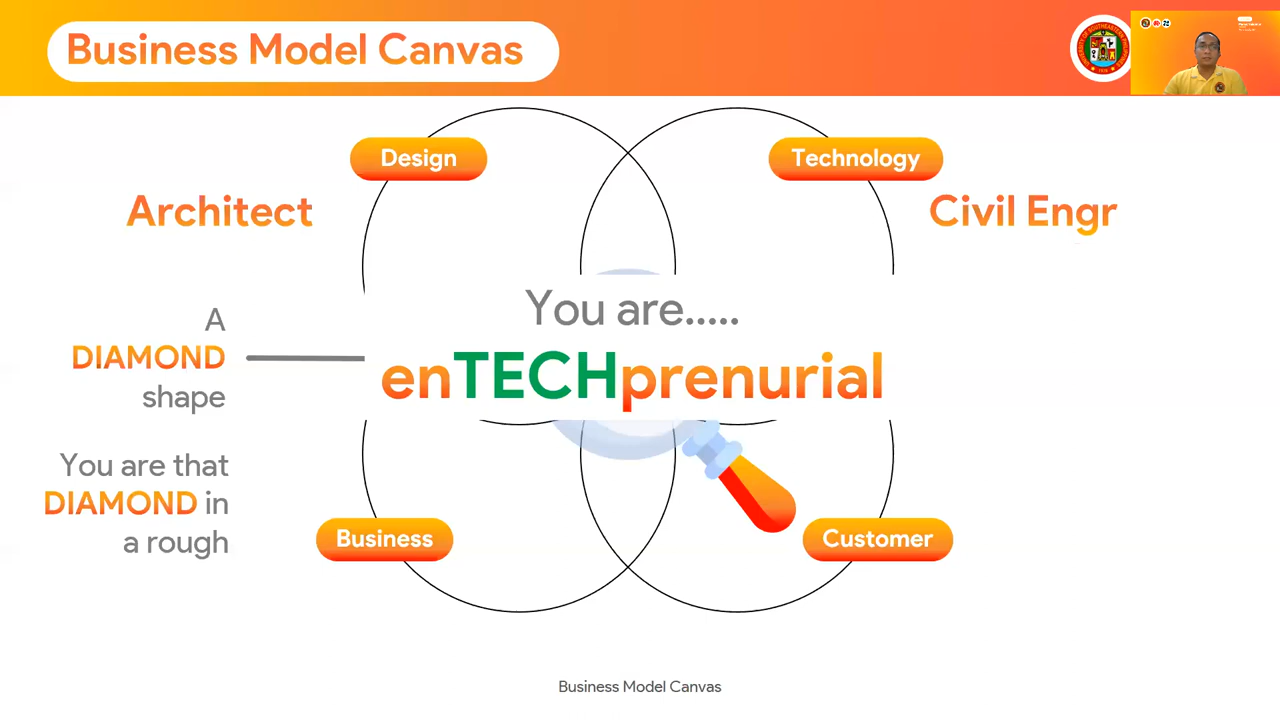 Business Model Canvas
Design
Technology
Architect
Civil Engr
A
DIAMOND
shape
You are.....
enTECHprenurial
You are that
DIAMOND in
a rough
Business
Customer
Business Model Canvas